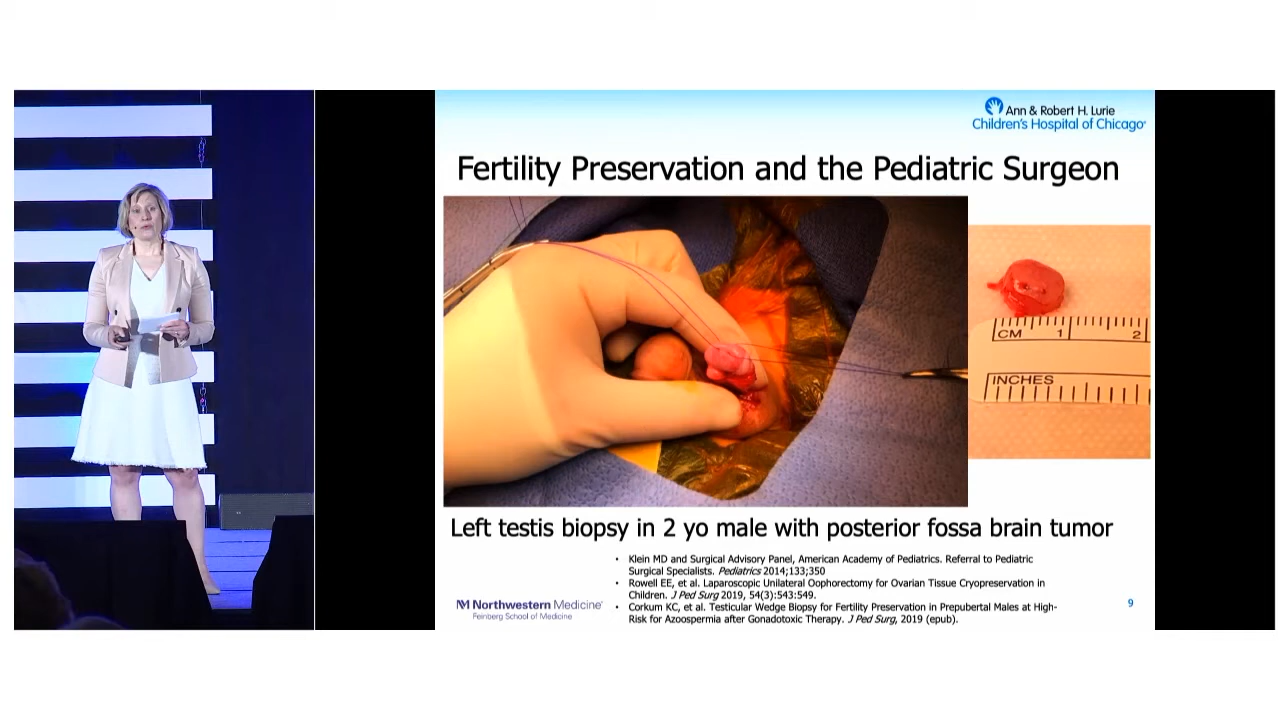 Ann & Robert H. Lurie
Children's Hospital of Chicago®
Fertility Preservation and the Pediatric Surgeon
CM 1 2
INCHES
Left testis biopsy in 2 yo male with posterior fossa brain tumor
• Klein MD and Surgical Advisory Panel, American Academy of Pediatrics. Referral to Pediatric
Surgical Specialists. Pediatrics 2014;133;350
• Rowell EE, et al. Laparoscopic Unilateral Oophorectomy for Ovarian Tissue Cryopreservation in
Children. J Ped Surg 2019, 54(3):543:549.
• Corkum KC, et al. Testicular Wedge Biopsy for Fertility Preservation in Prepubertal Males at High-
Risk for Azoospermia after Gonadotoxic Therapy. J Ped Surg, 2019 (epub).
Northwestern Medicine®
Feinberg School of Medicine
9